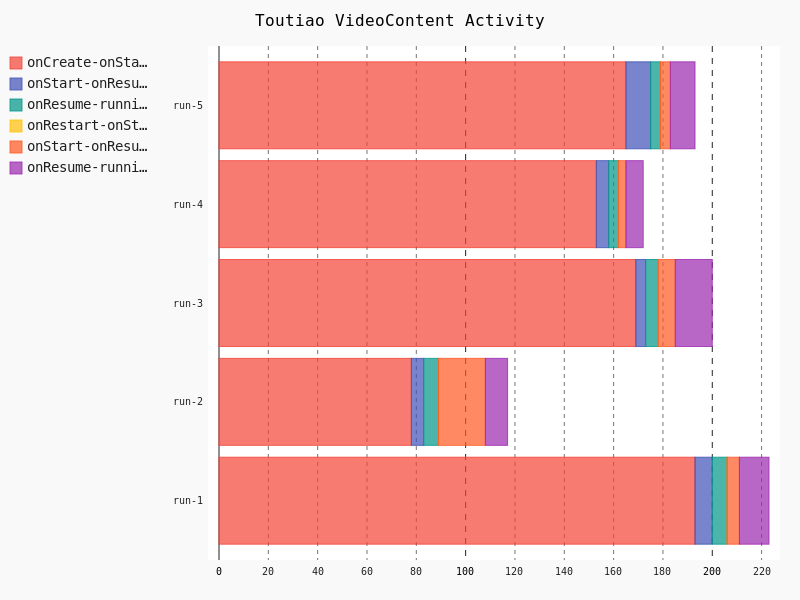 Toutiao VideoContent Activity
onCreate-onSta…
onStart-onResu…
onResume-runni…
onRestart-onSt…
onStart-onResu…
onResume-runni…
run-5
run-4
run-3
run-2
run-1
0 20 40 60 80 100 120 140 160 180 200 220